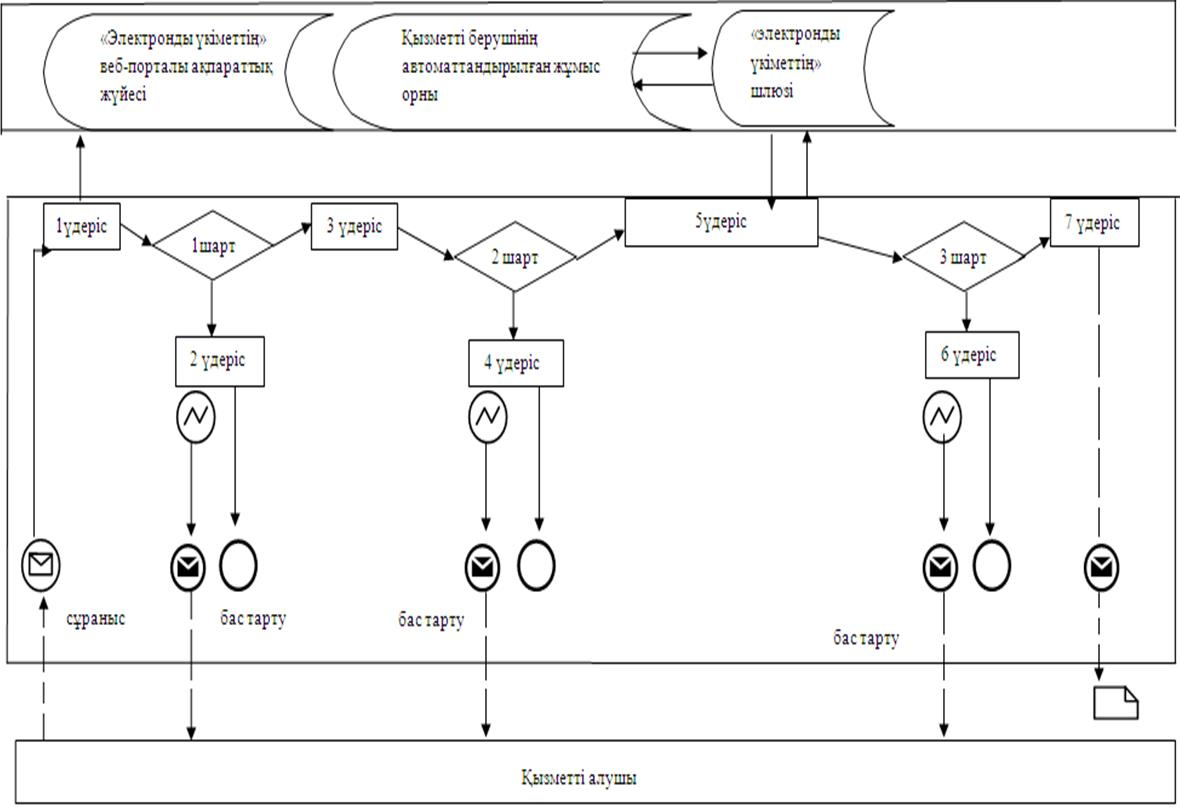 «Электронды үкіметтің»
веб-порталы ақпараттық
жүйесі
Қызметті берушінің
автоматтандырылған жұмыс
орны
«электронды
үкіметтің»
шлюзі
1үдеріс
1шарт
3 үдеріс
2 шарт
5үдеріс
3 шарт
7 үдеріс
2 үдеріс
4 үдеріс
6 үдеріс
сұраныс
бас тарту
бас тарту
бас тарту
Қызметті алушы